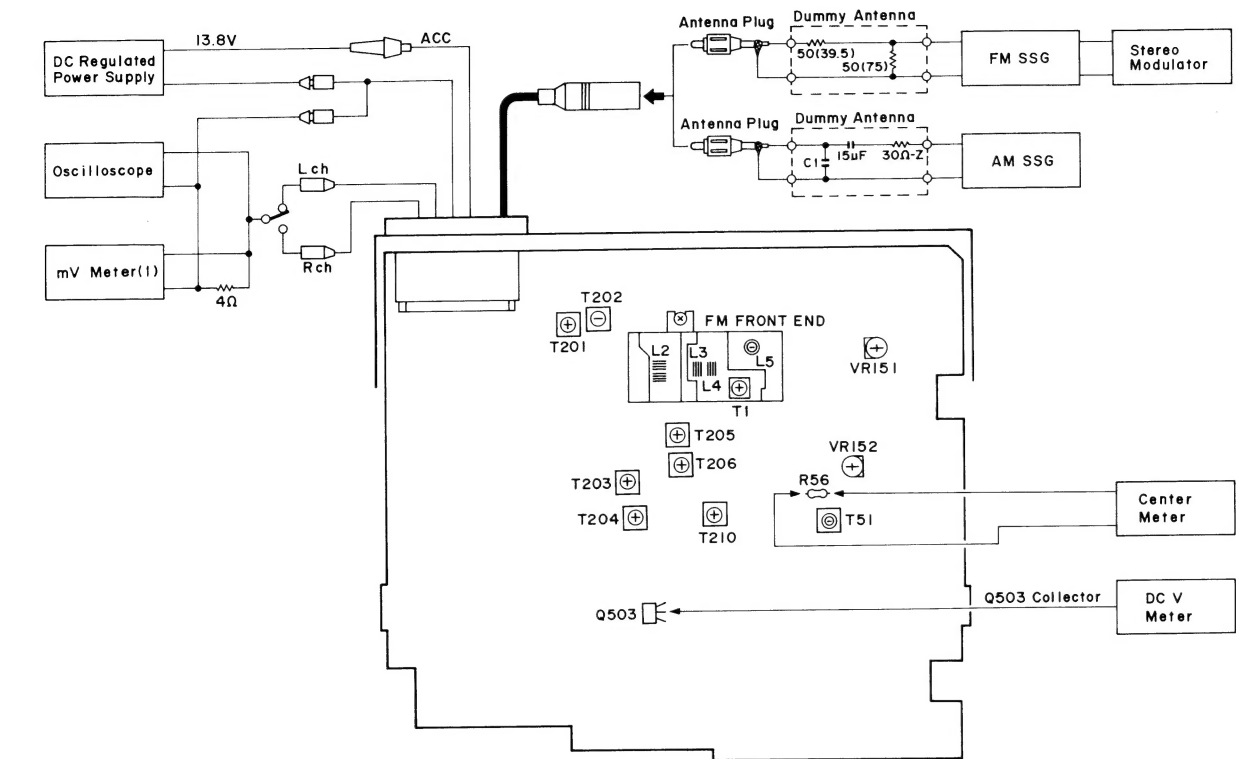 Antenna Plug
Dummy Antenna
13.8V
ACC
DC Regulated
Power Supply
50(39.5)
50(75)
FM SSG
Stereo
Modulator
Antenna Plug
Dummy Antenna
C1
15μF
30Ω-Z
AM SSG
Oscilloscope
L ch
mV Meter(1)
R ch
4Ω
T202
T201
FM FRONT END
L2
L3
L5
L4
T1
VR151
T205
T206
VR152
T203
R56
T204
T210
T51
Center
Meter
Q503
Q503 Collector
DC V
Meter